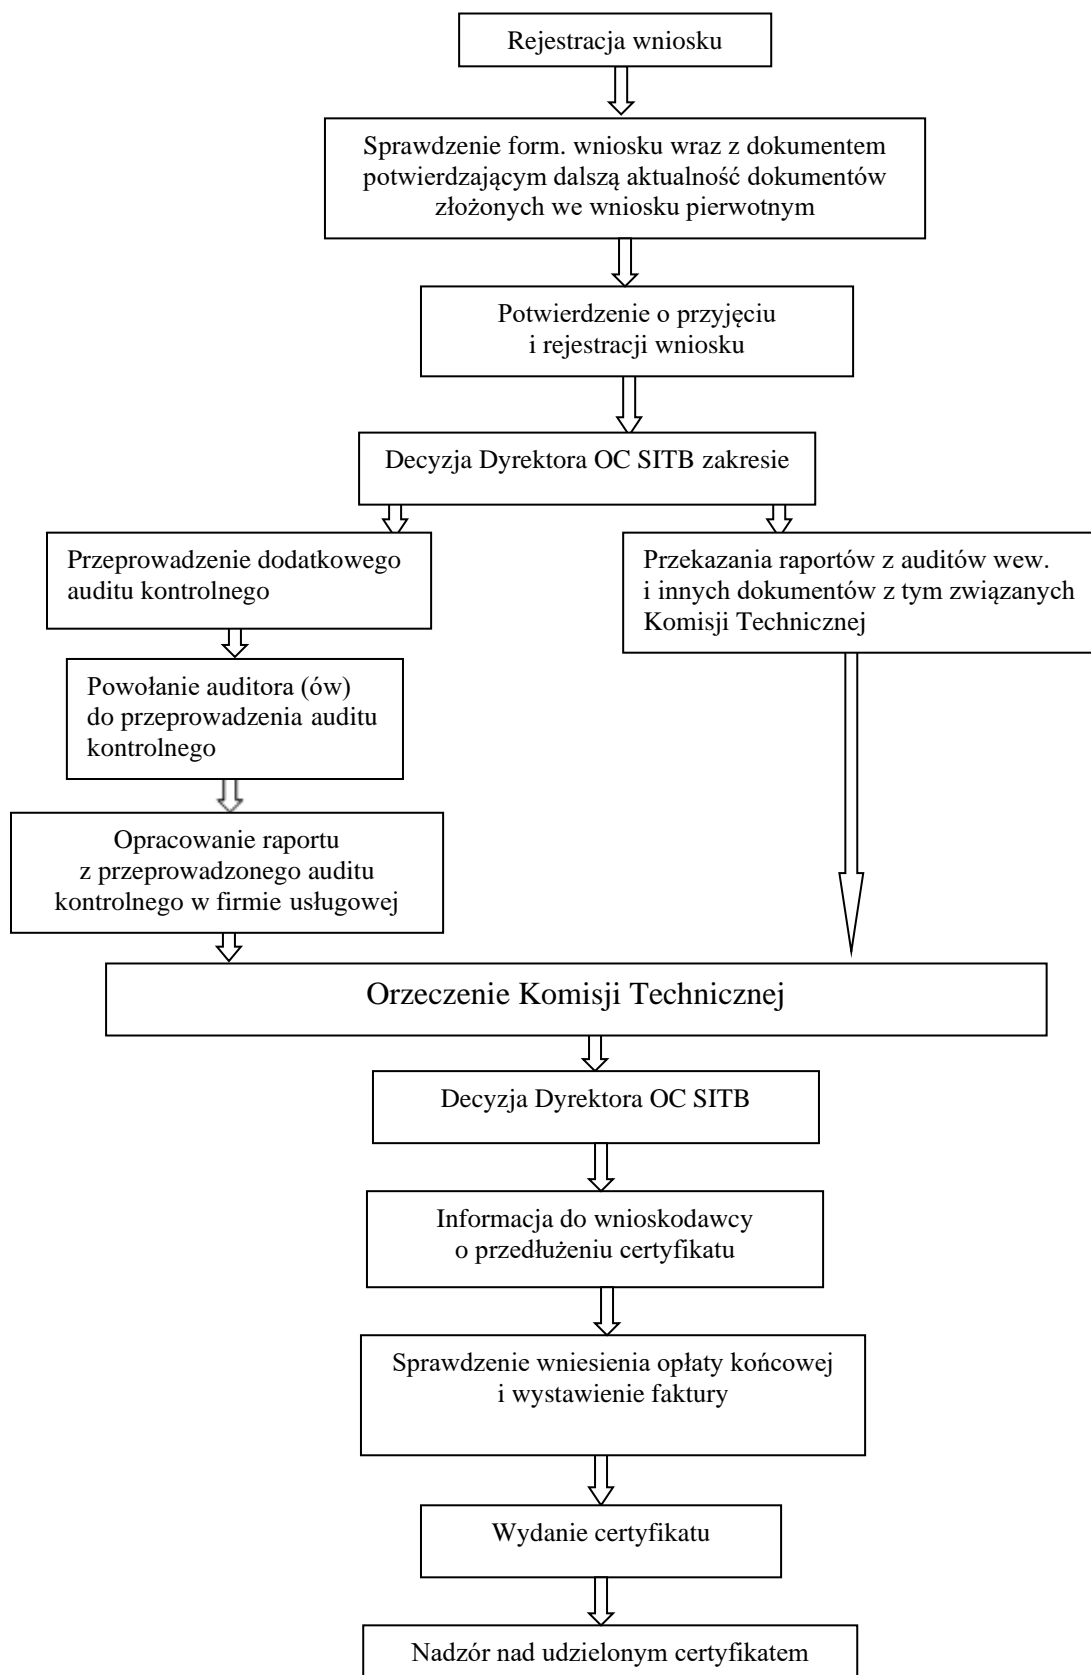 Rejestracja wniosku
Sprawdzenie form. wniosku wraz z dokumentem
potwierdzającym dalszą aktualność dokumentów
złożonych we wniosku pierwotnym
Potwierdzenie o przyjęciu
i rejestracji wniosku
Decyzja Dyrektora OC SITB zakresie
Przeprowadzenie dodatkowego
auditu kontrolnego
Przekazania raportów z auditów wew.
i innych dokumentów z tym związanych
Komisji Technicznej
Powołanie auditora (ów)
do przeprowadzenia auditu
kontrolnego
Opracowanie raportu
z przeprowadzonego auditu
kontrolnego w firmie usługowej
Orzeczenie Komisji Technicznej
Decyzja Dyrektora OC SITB
Informacja do wnioskodawcy
o przedłużeniu certyfikatu
Sprawdzenie wniesienia opłaty końcowej
i wystawienie faktury
Wydanie certyfikatu
Nadzór nad udzielonym certyfikatem